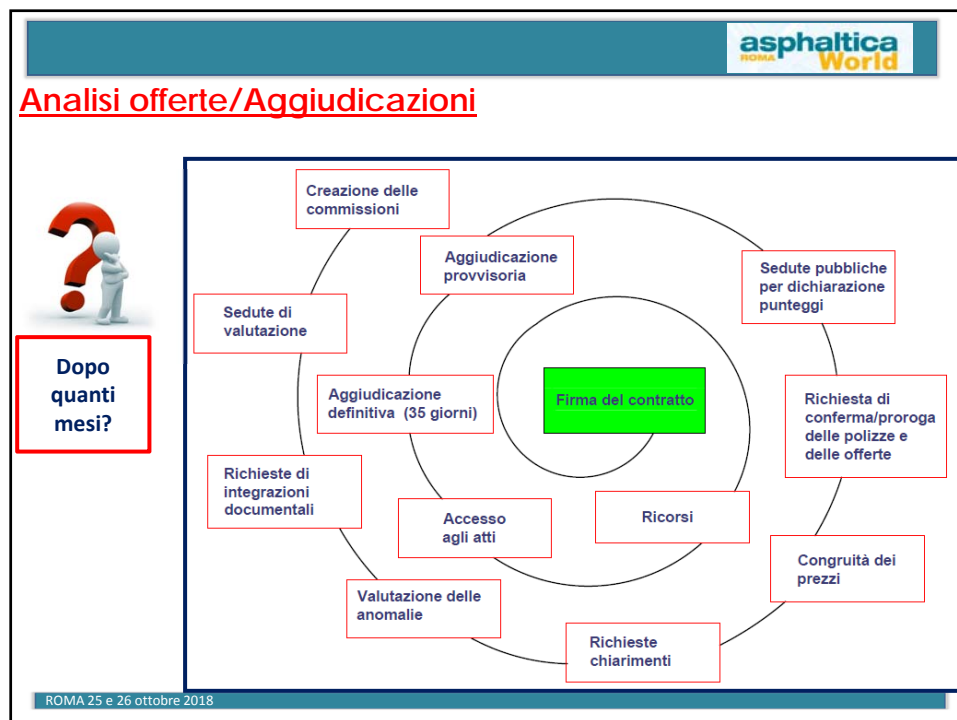 asphaltica
ROMA World
Analisi offerte/Aggiudicazioni
Dopo
quanti
mesi?
Creazione delle
commissioni
Sedute di
valutazione
Richieste di
integrazioni
documentali
Valutazione delle
anomalie
Richieste
chiarimenti
Congruità dei
prezzi
Richiesta di
conferma/proroga
delle polizze e
delle offerte
Sedute pubbliche
per dichiarazione
punteggi
Aggiudicazione
provvisoria
Aggiudicazione
definitiva (35 giorni)
Accesso
agli atti
Ricorsi
Firma del contratto
ROMA 25 e 26 ottobre 2018